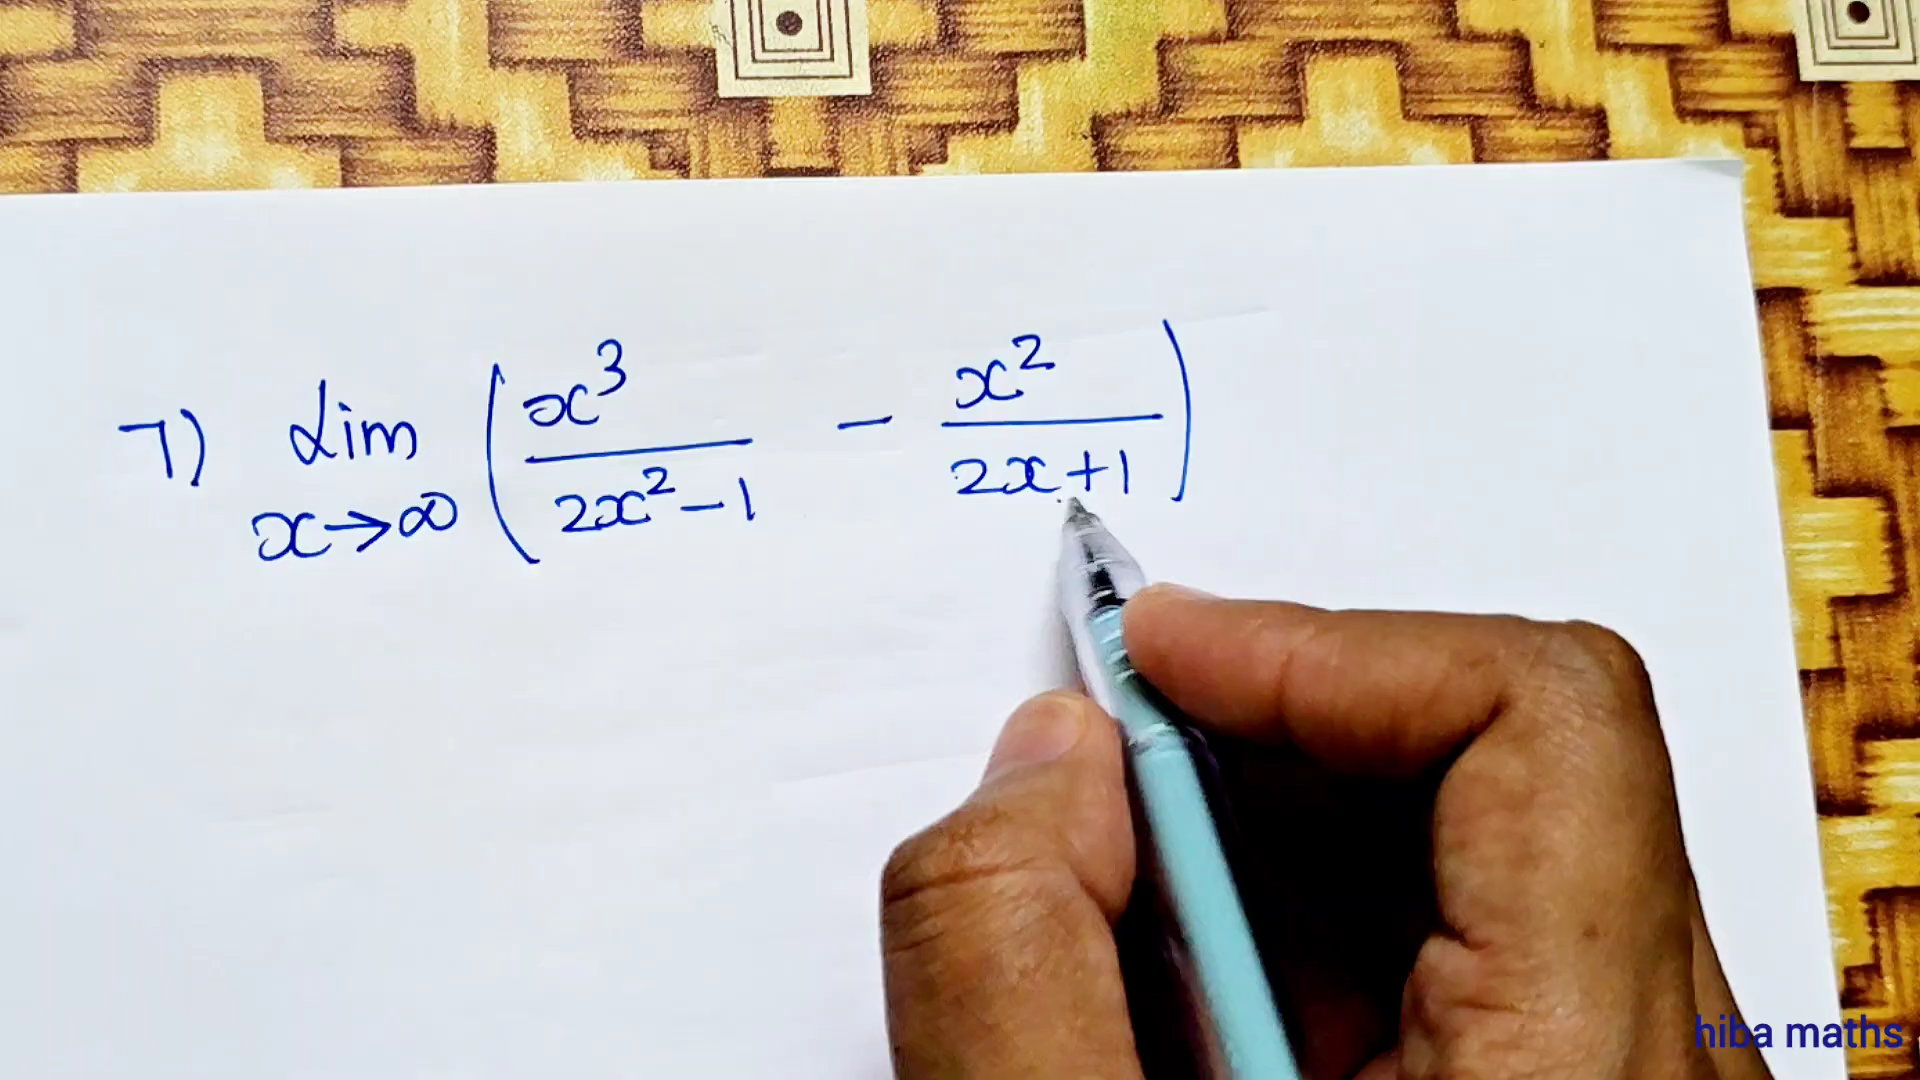 7) Lim x→∞ ( x³/(2x²-1) - x²/(2x+1) )
hiba maths